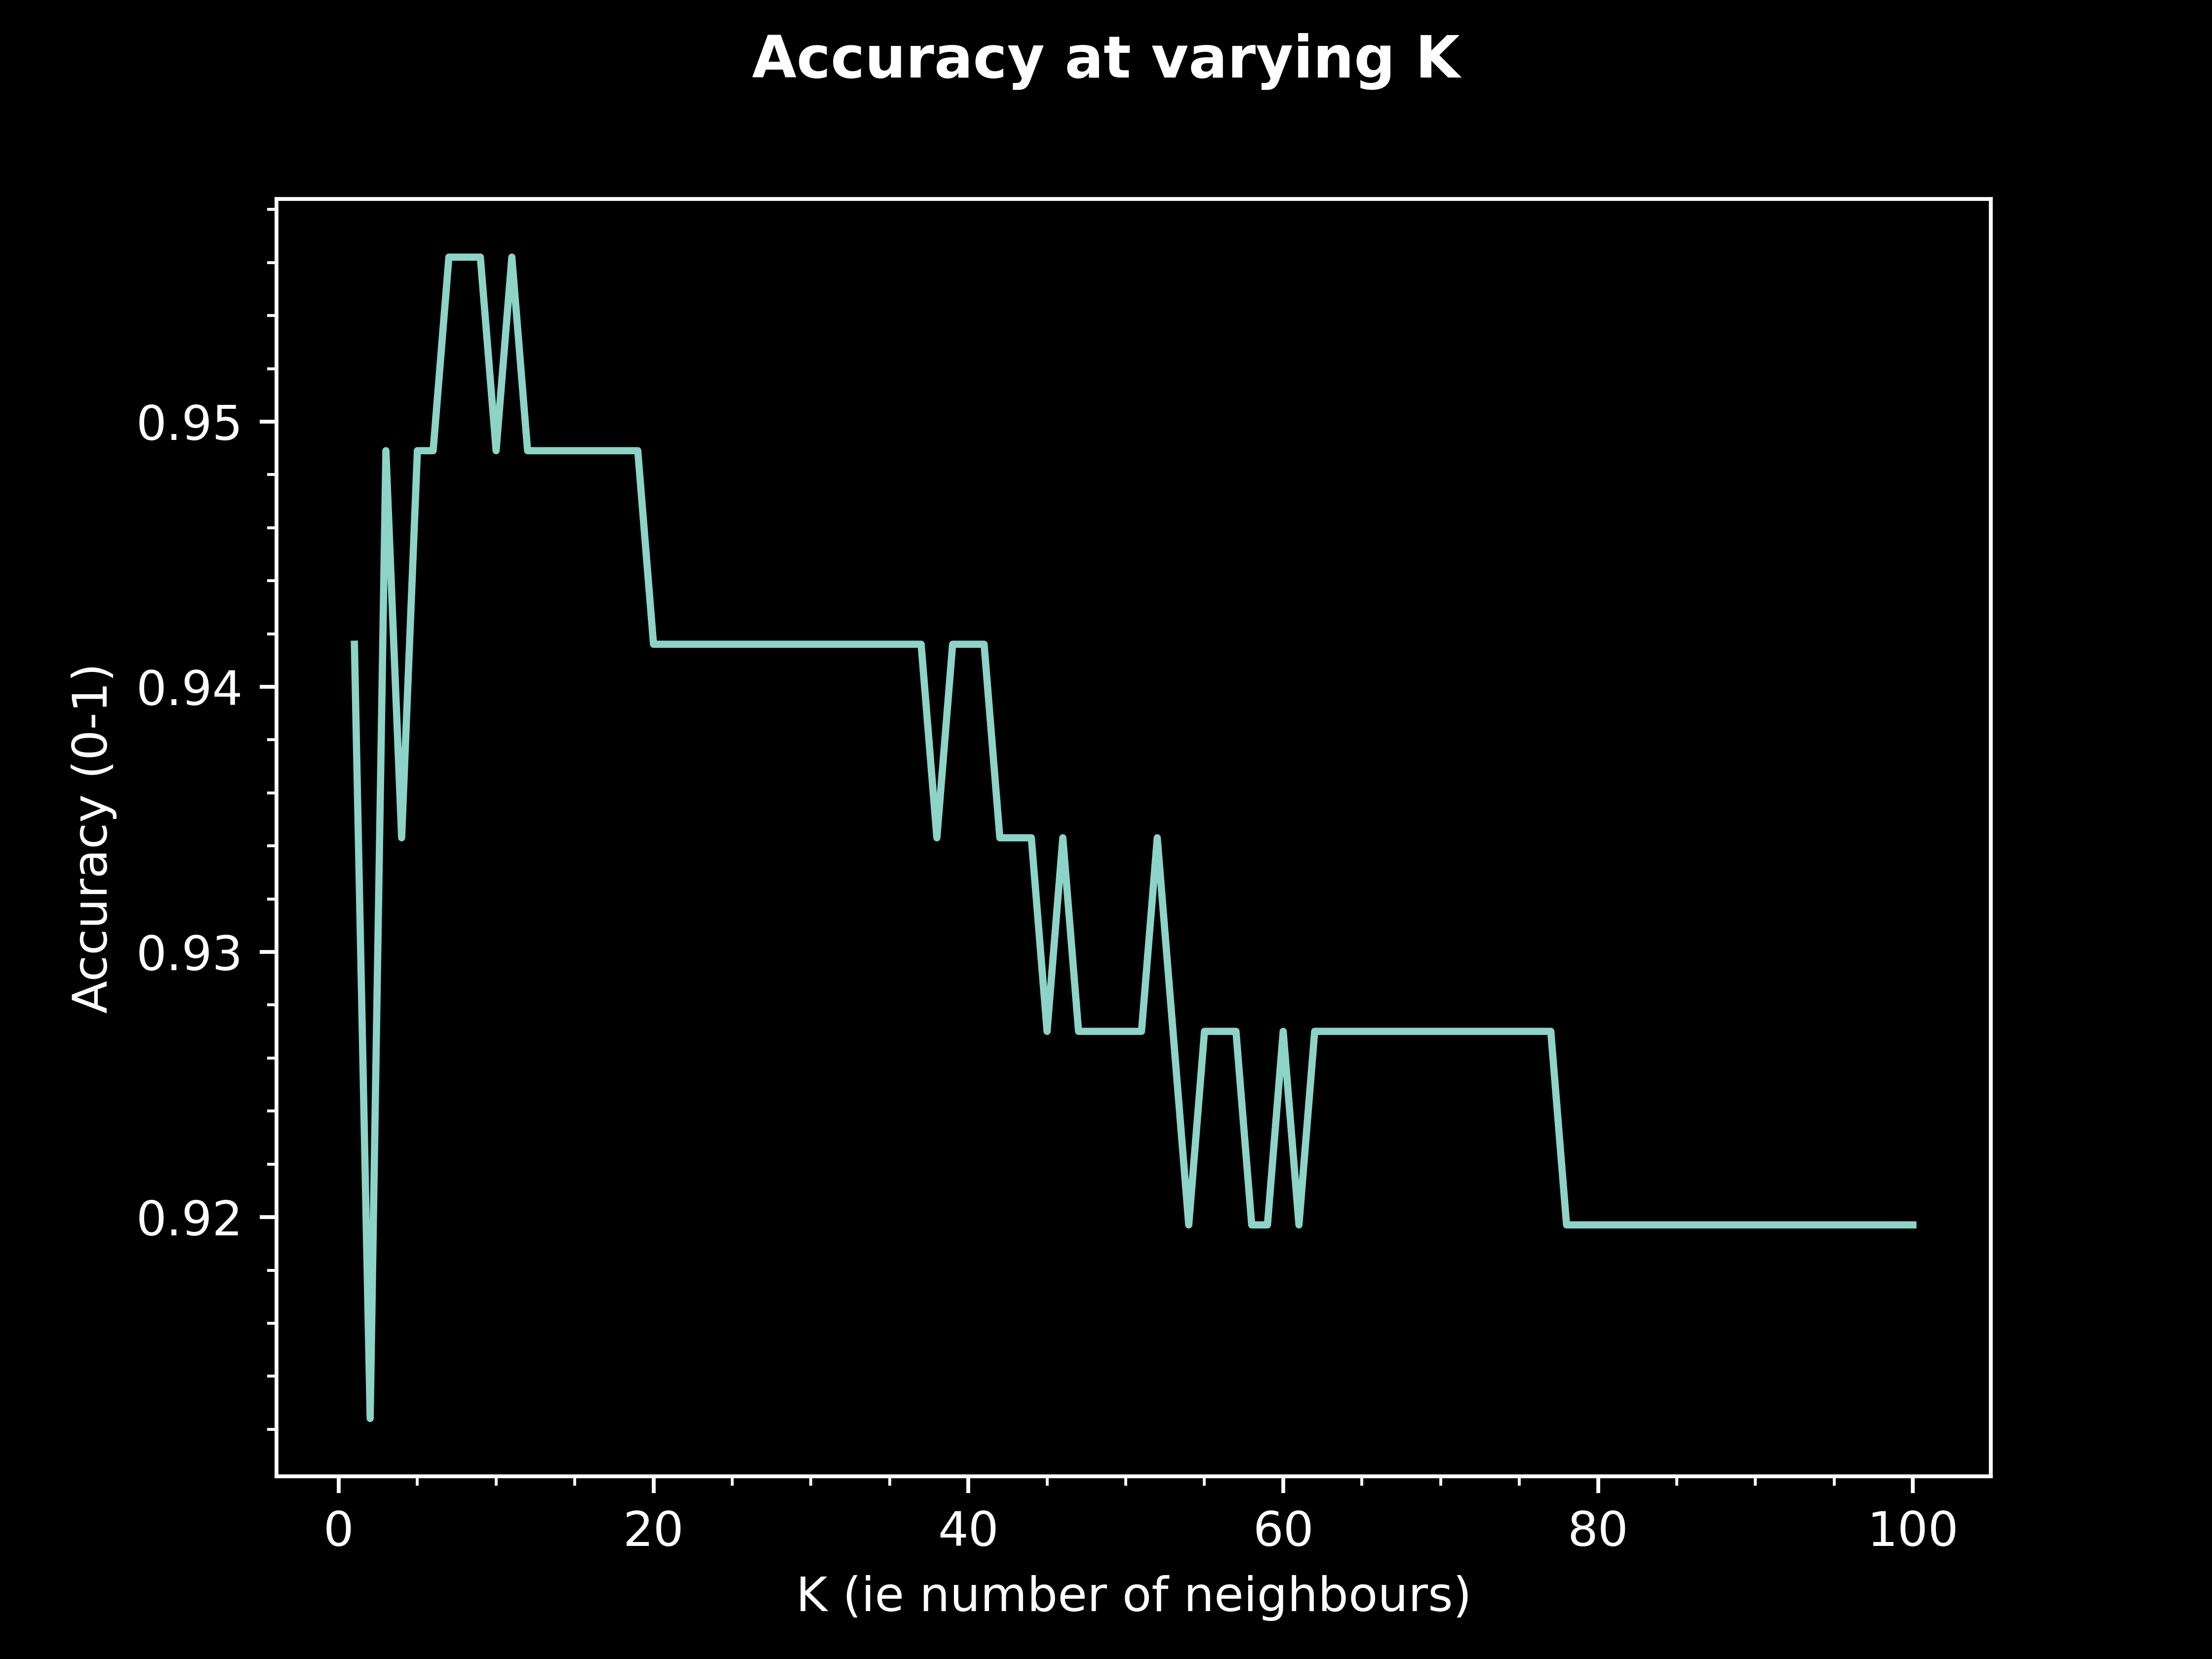 Accuracy at varying K
Accuracy (0-1)
0.95
0.94
0.93
0.92
0 20 40 60 80 100
K (ie number of neighbours)